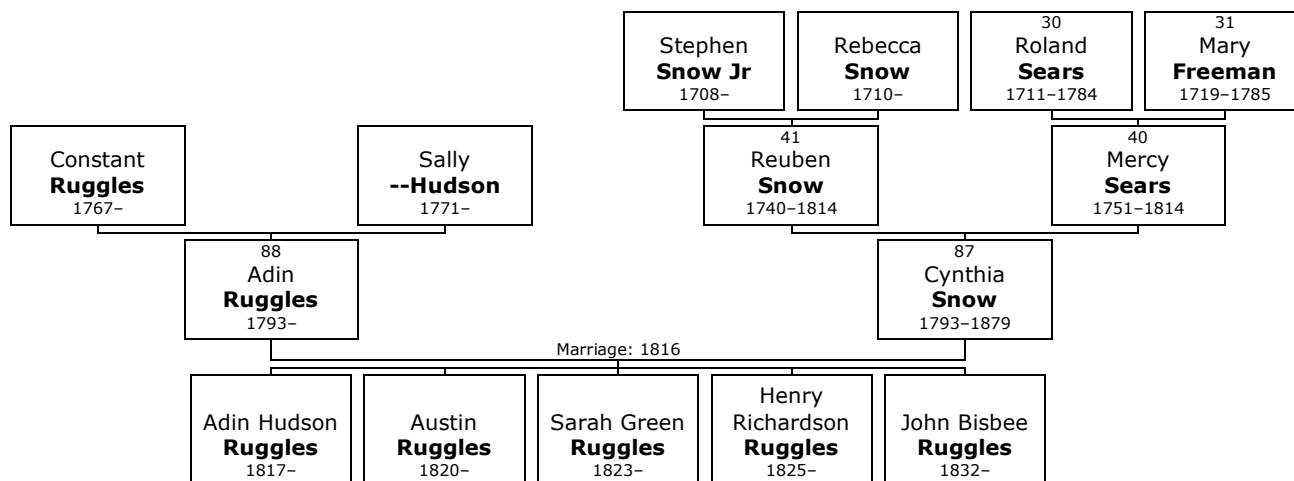 Stephen
Snow Jr
1708–
Rebecca
Snow
1710–
30
Roland
Sears
1711–1784
31
Mary
Freeman
1719–1785
Constant
Ruggles
1767–
Sally
--Hudson
1771–
41
Reuben
Snow
1740–1814
40
Mercy
Sears
1751–1814
88
Adin
Ruggles
1793–
87
Cynthia
Snow
1793–1879
Marriage: 1816
Adin Hudson
Ruggles
1817–
Austin
Ruggles
1820–
Sarah Green
Ruggles
1823–
Henry
Richardson
Ruggles
1825–
John Bisbee
Ruggles
1832–